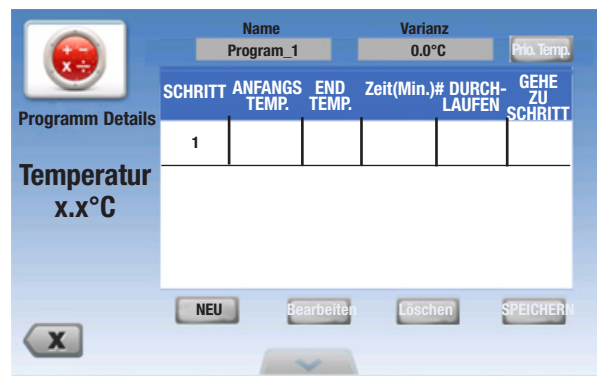 Name
Varianz
Program_1
0.0°C
Prio. Temp.
Programm Details
SCHRITT
ANFANGS
TEMP.
END
TEMP.
Zeit(Min.)
# DURCH-
LAUFEN
GEHE
ZU
SCHRITT
1
Temperatur
x.x°C
NEU
Bearbeiten
Löschen
SPEICHERN
X